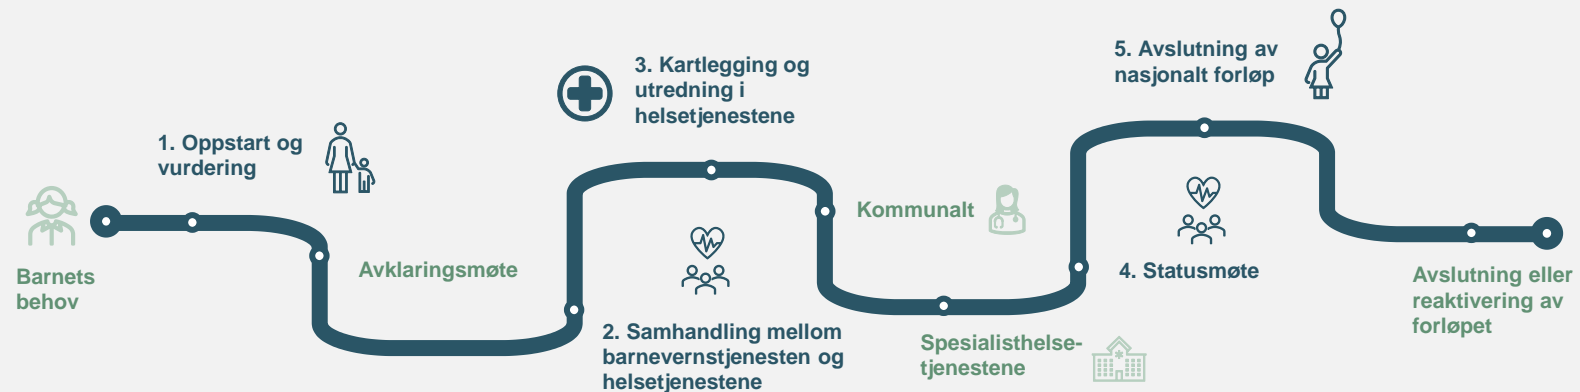 Barnets
behov
1. Oppstart og
vurdering
Avklaringsmøte
2. Samhandling mellom
barnevernstjenesten og
helsetjenestene
3. Kartlegging og
utredning i
helsetjenestene
Kommunalt
Spesialisthelse-
tjenestene
4. Statusmøte
5. Avslutning av
nasjonalt forløp
Avslutning eller
reaktivering av
forløpet